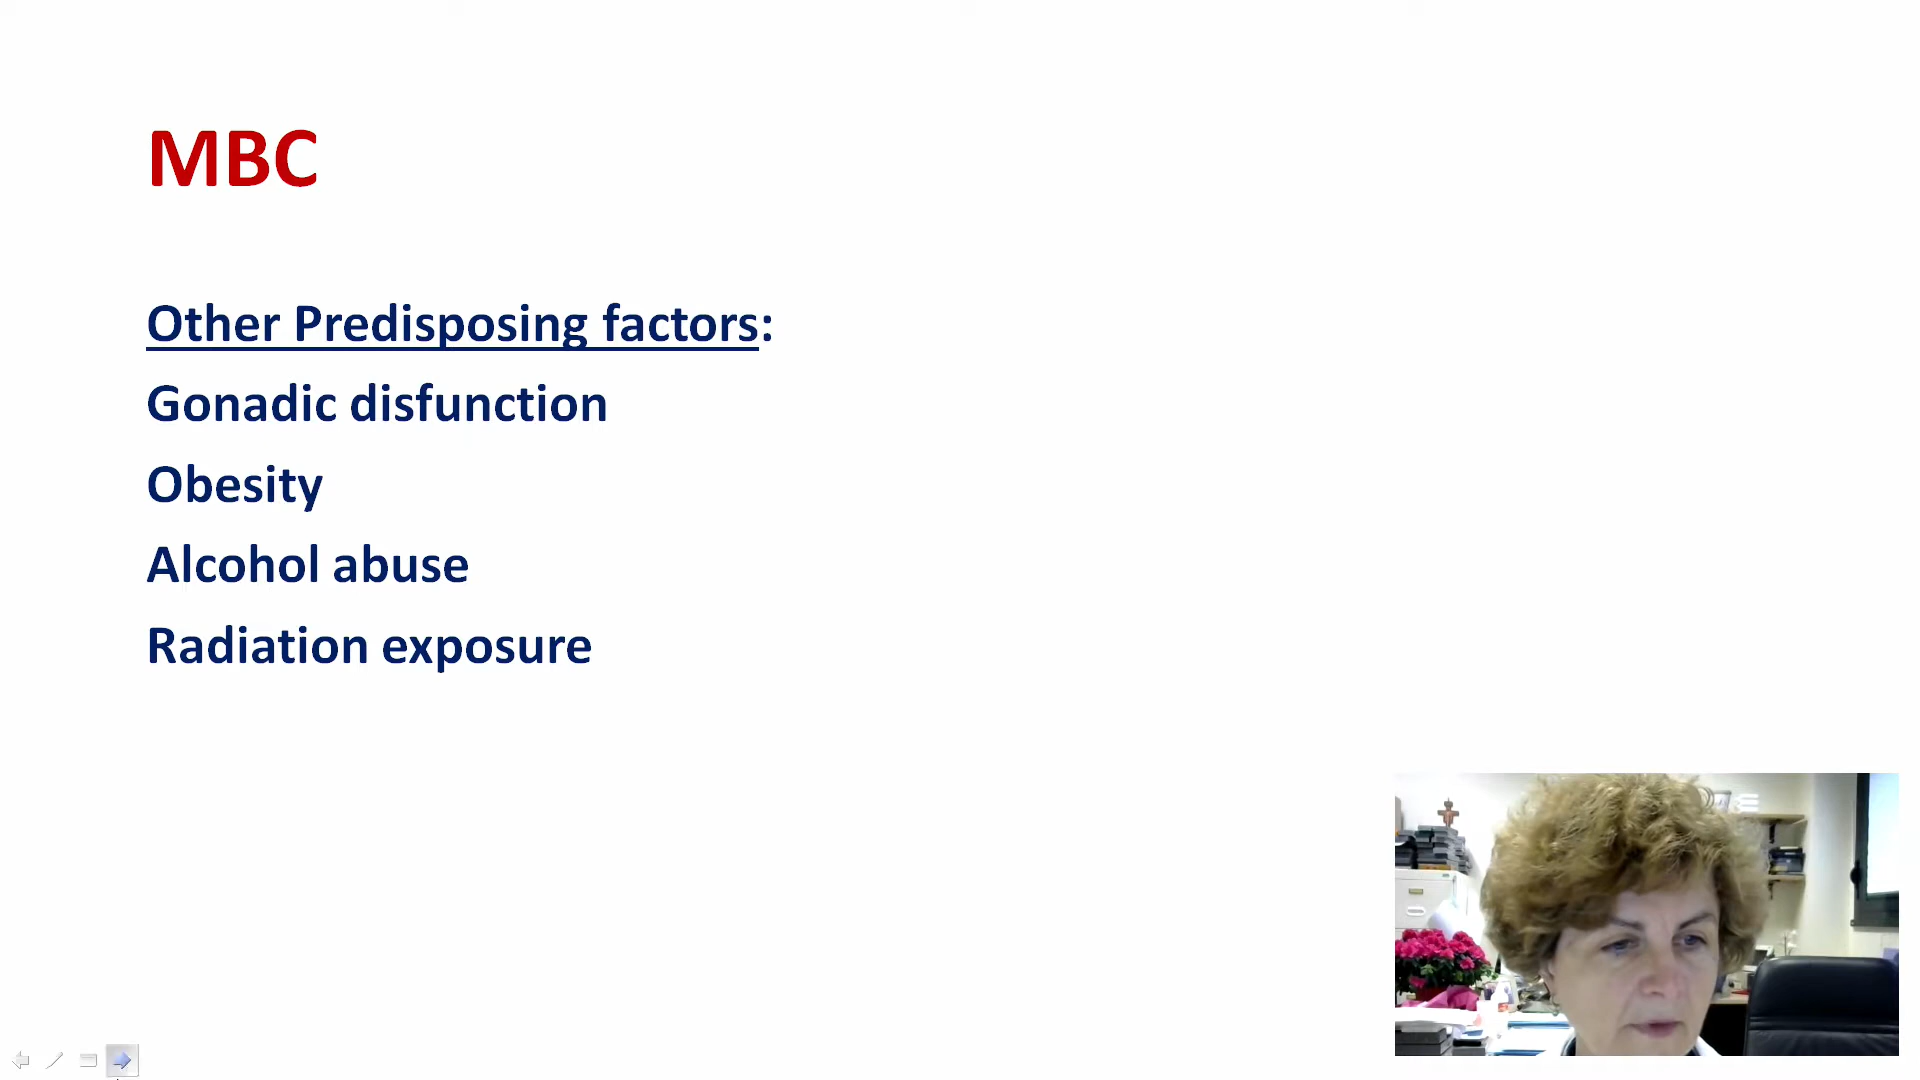 MBC
Other Predisposing factors:
Gonadic disfunction
Obesity
Alcohol abuse
Radiation exposure